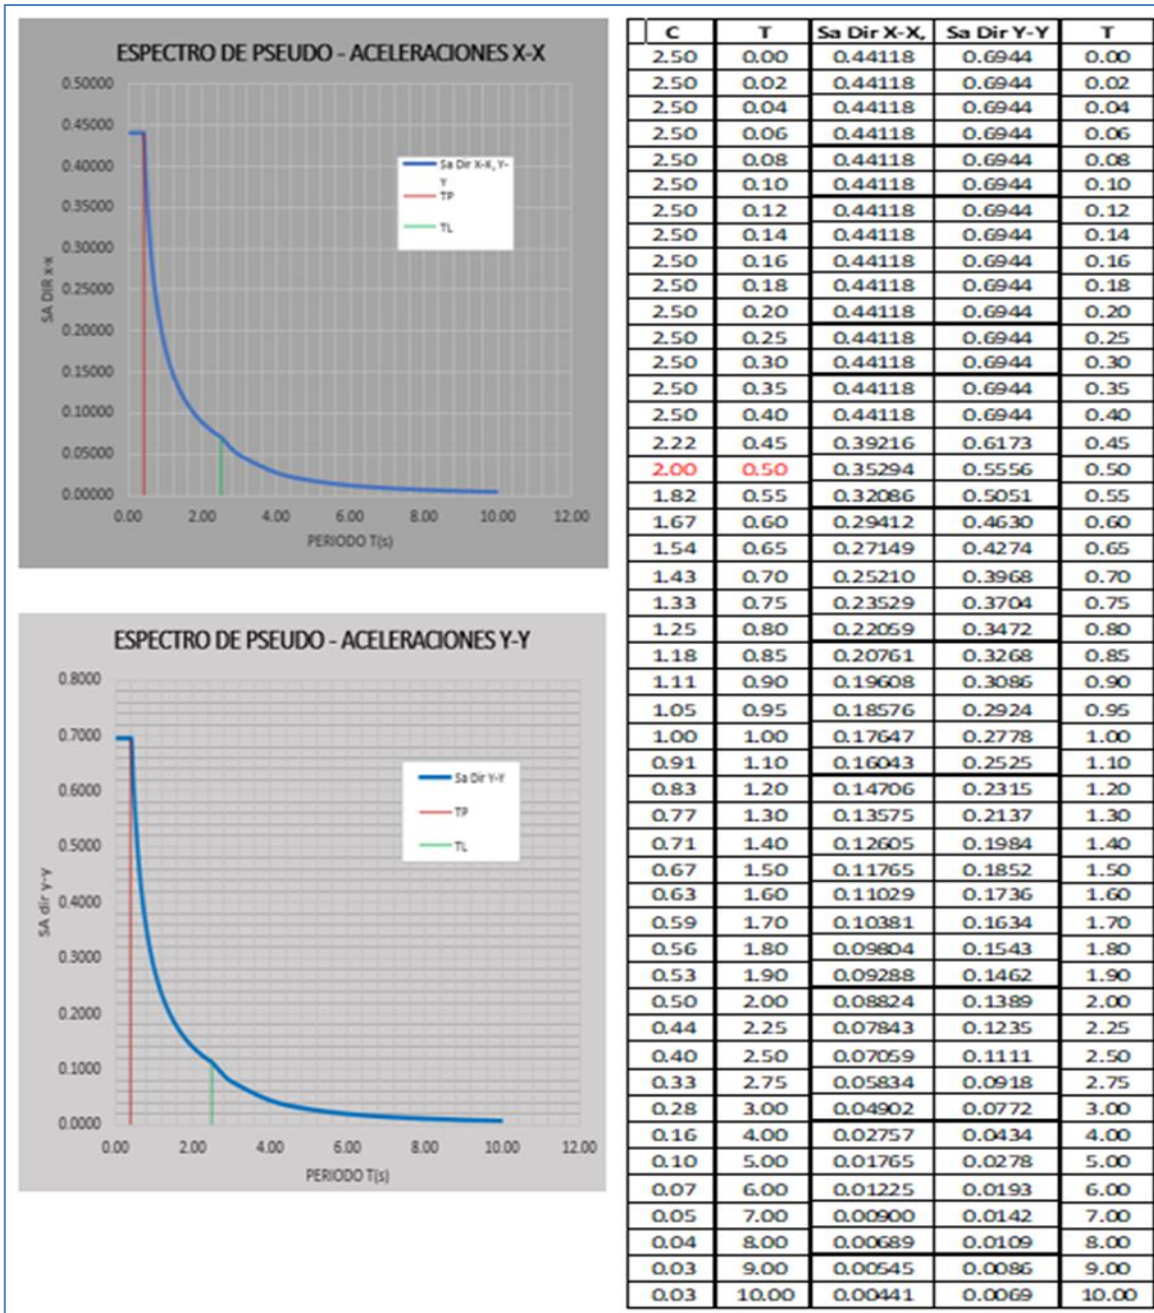 ESPECTRO DE PSEUDO - ACELERACIONES X-X
0.50000
0.45000
0.40000
0.35000
0.30000
0.25000
0.20000
0.15000
0.10000
0.05000
0.00000
SA DIR x-x
Sa Dir X-X, Y-
Y
TP
TL
0.00 2.00 4.00 6.00 8.00 10.00 12.00
PERIODO T(s)
ESPECTRO DE PSEUDO - ACELERACIONES Y-Y
0.8000
0.7000
0.6000
0.5000
0.4000
0.3000
0.2000
0.1000
0.0000
SA dir y-y
Sa Dir Y-Y
TP
TL
0.00 2.00 4.00 6.00 8.00 10.00 12.00
PERIODO T(s)
C T Sa Dir X-X, Sa Dir Y-Y T
2.50 0.00 0.44118 0.6944 0.00
2.50 0.02 0.44118 0.6944 0.02
2.50 0.04 0.44118 0.6944 0.04
2.50 0.06 0.44118 0.6944 0.06
2.50 0.08 0.44118 0.6944 0.08
2.50 0.10 0.44118 0.6944 0.10
2.50 0.12 0.44118 0.6944 0.12
2.50 0.14 0.44118 0.6944 0.14
2.50 0.16 0.44118 0.6944 0.16
2.50 0.18 0.44118 0.6944 0.18
2.50 0.20 0.44118 0.6944 0.20
2.50 0.25 0.44118 0.6944 0.25
2.50 0.30 0.44118 0.6944 0.30
2.50 0.35 0.44118 0.6944 0.35
2.50 0.40 0.44118 0.6944 0.40
2.22 0.45 0.39216 0.6173 0.45
2.00 0.50 0.35294 0.5556 0.50
1.82 0.55 0.32086 0.5051 0.55
1.67 0.60 0.29412 0.4630 0.60
1.54 0.65 0.27149 0.4274 0.65
1.43 0.70 0.25210 0.3968 0.70
1.33 0.75 0.23529 0.3704 0.75
1.25 0.80 0.22059 0.3472 0.80
1.18 0.85 0.20761 0.3268 0.85
1.11 0.90 0.19608 0.3086 0.90
1.05 0.95 0.18576 0.2924 0.95
1.00 1.00 0.17647 0.2778 1.00
0.91 1.10 0.16043 0.2525 1.10
0.83 1.20 0.14706 0.2315 1.20
0.77 1.30 0.13575 0.2137 1.30
0.71 1.40 0.12605 0.1984 1.40
0.67 1.50 0.11765 0.1852 1.50
0.63 1.60 0.11029 0.1736 1.60
0.59 1.70 0.10381 0.1634 1.70
0.56 1.80 0.09804 0.1543 1.80
0.53 1.90 0.09288 0.1462 1.90
0.50 2.00 0.08824 0.1389 2.00
0.44 2.25 0.07843 0.1235 2.25
0.40 2.50 0.07059 0.1111 2.50
0.33 2.75 0.05834 0.0918 2.75
0.28 3.00 0.04902 0.0772 3.00
0.16 4.00 0.02757 0.0434 4.00
0.10 5.00 0.01765 0.0278 5.00
0.07 6.00 0.01225 0.0193 6.00
0.05 7.00 0.00900 0.0142 7.00
0.04 8.00 0.00689 0.0109 8.00
0.03 9.00 0.00545 0.0086 9.00
0.03 10.00 0.00441 0.0069 10.00